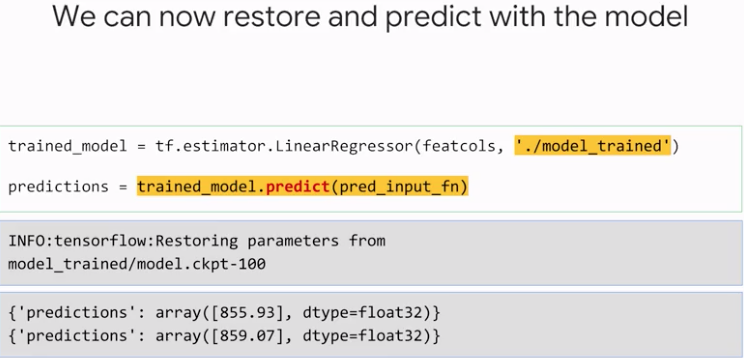 We can now restore and predict with the model
trained_model = tf.estimator.LinearRegressor(featcols, './model_trained')
predictions = trained_model.predict(pred_input_fn)
INFO:tensorflow:Restoring parameters from
model_trained/model.ckpt-100
{'predictions': array([855.93], dtype=float32)}
{'predictions': array([859.07], dtype=float32)}